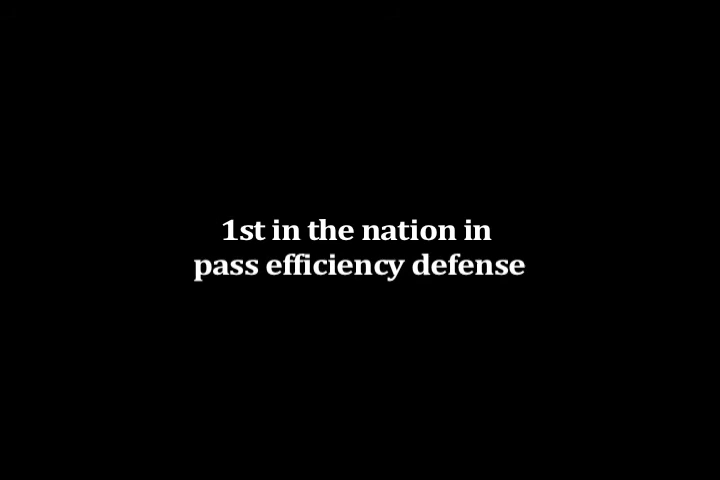 1st in the nation in
pass efficiency defense